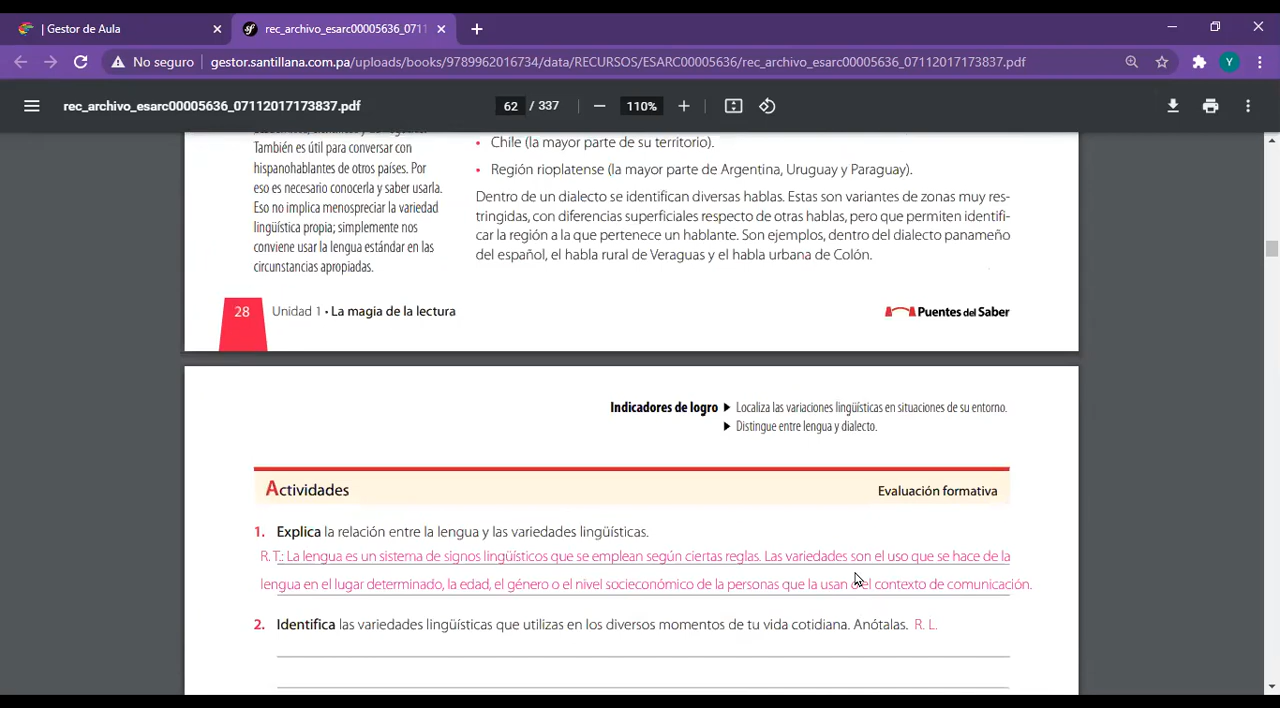 | Gestor de Aula
rec_archivo_esarc00005636_0711
No seguro
gestor.santillana.com.pa/uploads/books/9789962016734/data/RECURSOS/ESARC00005636/rec_archivo_esarc00005636_07112017173837.pdf
Y
rec_archivo_esarc00005636_07112017173837.pdf
62 / 337
110%
También es útil para conversar con
hispanohablantes de otros países. Por
eso es necesario conocerla y saber usarla.
Eso no implica menospreciar la variedad
lingüística propia; simplemente nos
conviene usar la lengua estándar en las
circunstancias apropiadas.
• Chile (la mayor parte de su territorio).
• Región rioplatense (la mayor parte de Argentina, Uruguay y Paraguay).
Dentro de un dialecto se identifican diversas hablas. Estas son variantes de zonas muy res-
tringidas, con diferencias superficiales respecto de otras hablas, pero que permiten identifi-
car la región a la que pertenece un hablante. Son ejemplos, dentro del dialecto panameño
del español, el habla rural de Veraguas y el habla urbana de Colón.
28 Unidad 1 • La magia de la lectura
Puentes del Saber
Indicadores de logro ▶ Localiza las variaciones lingüísticas en situaciones de su entorno.
▶ Distingue entre lengua y dialecto.
Actividades
Evaluación formativa
1. Explica la relación entre la lengua y las variedades lingüísticas.
R. T.: La lengua es un sistema de signos lingüísticos que se emplean según ciertas reglas. Las variedades son el uso que se hace de la
lengua en el lugar determinado, la edad, el género o el nivel socieconómico de la personas que la usan o el contexto de comunicación.
2. Identifica las variedades lingüísticas que utilizas en los diversos momentos de tu vida cotidiana. Anótalas. R. L.